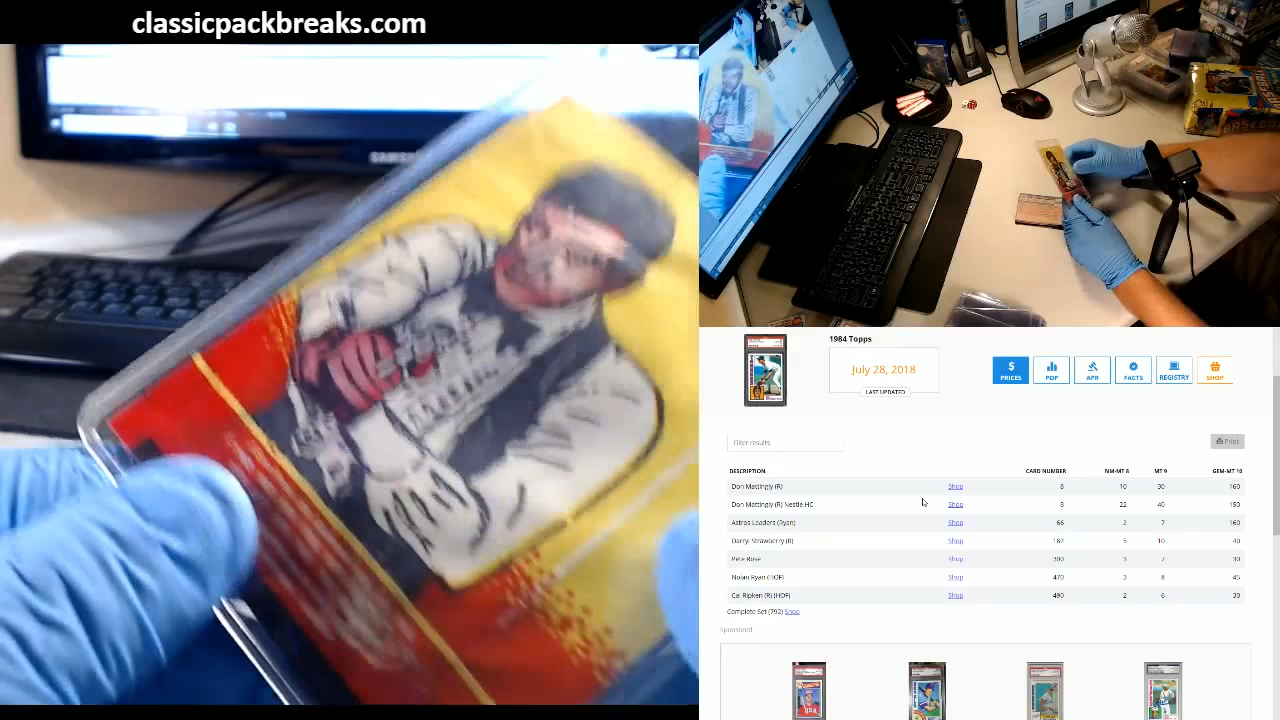 classicpackbreaks.com
SAMSUNG
1984 Topps
July 28, 2018
LAST UPDATED
$
PRICES
POP
APR
FACTS
REGISTRY
SHOP
Filter results
Print
DESCRIPTION CARD NUMBER NM-MT 8 MT 9 GEM-MT 10
Don Mattingly (R) Shop 8 10 30 160
Don Mattingly (R) Nestle HC Shop 8 22 40 150
Astros Leaders (Ryan) Shop 66 2 7 160
Darryl Strawberry (R) Shop 182 5 10 40
Pete Rose Shop 300 3 7 30
Nolan Ryan (HOF) Shop 470 3 8 45
Cal Ripken (R) (HOF) Shop 490 2 6 30
Complete Set (792) Shop
Sponsored
USA